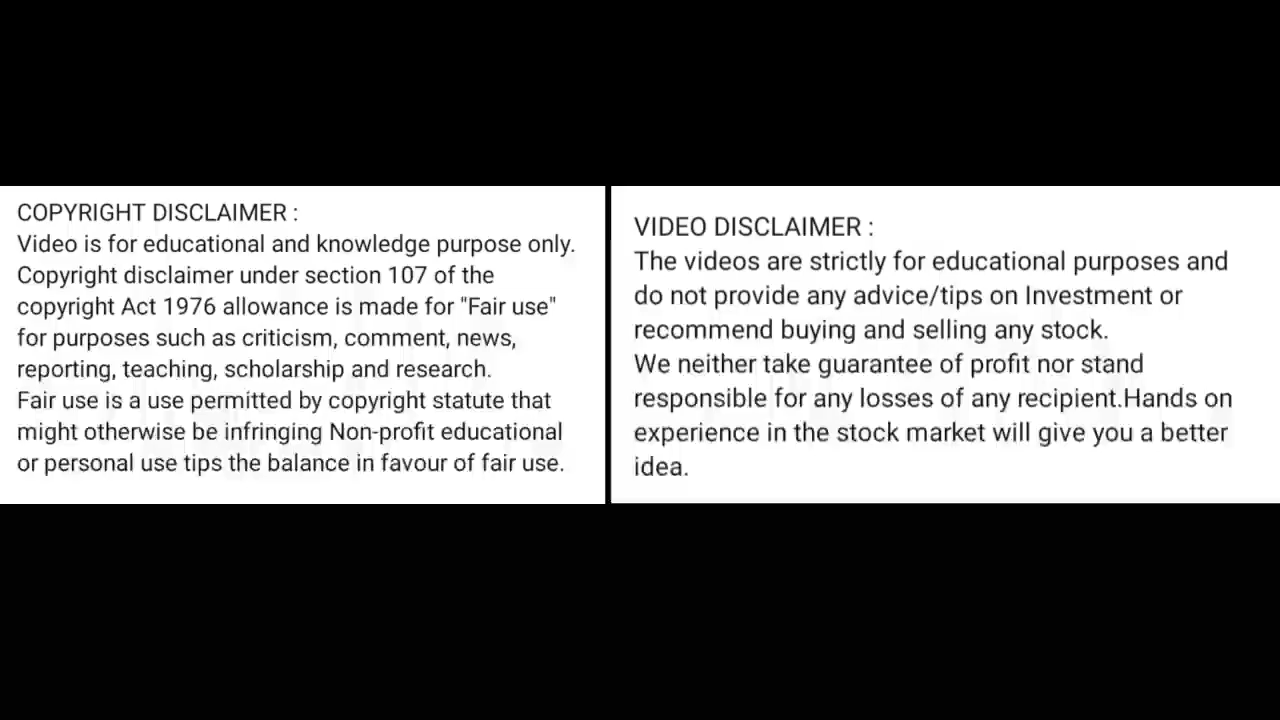 COPYRIGHT DISCLAIMER :
Video is for educational and knowledge purpose only.
Copyright disclaimer under section 107 of the
copyright Act 1976 allowance is made for "Fair use"
for purposes such as criticism, comment, news,
reporting, teaching, scholarship and research.
Fair use is a use permitted by copyright statute that
might otherwise be infringing Non-profit educational
or personal use tips the balance in favour of fair use.
VIDEO DISCLAIMER :
The videos are strictly for educational purposes and
do not provide any advice/tips on Investment or
recommend buying and selling any stock.
We neither take guarantee of profit nor stand
responsible for any losses of any recipient.Hands on
experience in the stock market will give you a better
idea.